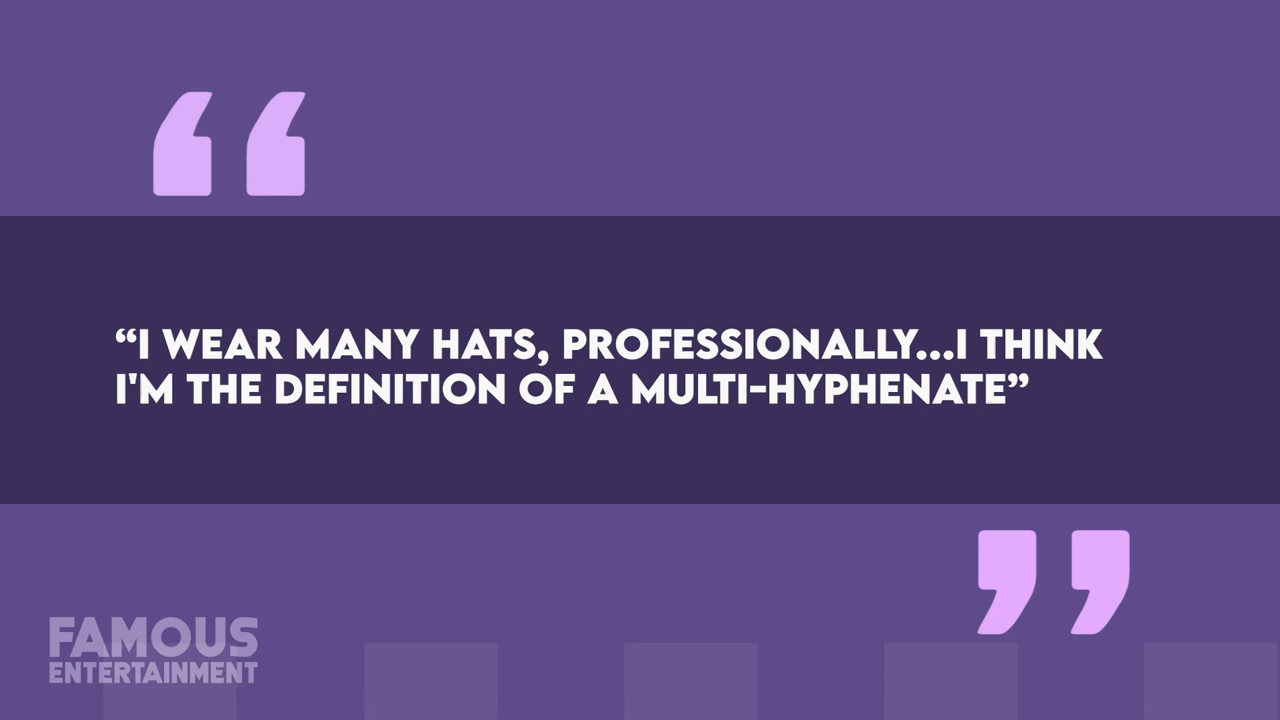 “I WEAR MANY HATS, PROFESSIONALLY...I THINK
I'M THE DEFINITION OF A MULTI-HYPHENATE”
FAMOUS
ENTERTAINMENT